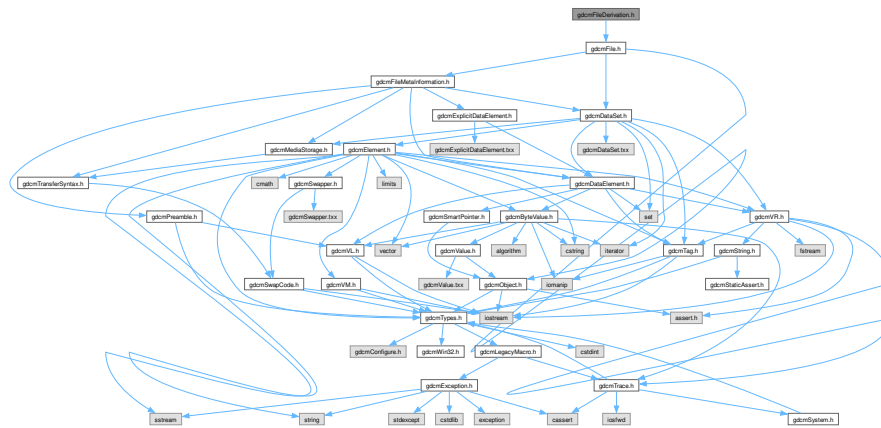 gdcmFileDerivation.h
gdcmFile.h
gdcmFileMetaInformation.h
gdcmExplicitDataElement.h
gdcmDataSet.h
gdcmMediaStorage.h
gdcmElement.h
gdcmExplicitDataElement.txx
gdcmDataSet.txx
gdcmTransferSyntax.h
cmath
gdcmSwapper.h
limits
gdcmDataElement.h
gdcmPreamble.h
gdcmSwapper.txx
gdcmSmartPointer.h
gdcmByteValue.h
set
gdcmVR.h
gdcmVL.h
vector
gdcmValue.h
algorithm
cstring
iterator
gdcmTag.h
gdcmString.h
fstream
gdcmSwapCode.h
gdcmVM.h
gdcmValue.txx
gdcmObject.h
iomanip
gdcmStaticAssert.h
gdcmTypes.h
iostream
assert.h
gdcmConfigure.h
gdcmWin32.h
gdcmLegacyMacro.h
cstdint
gdcmException.h
gdcmTrace.h
sstream
string
stdexcept
cstdlib
exception
cassert
iosfwd
gdcmSystem.h